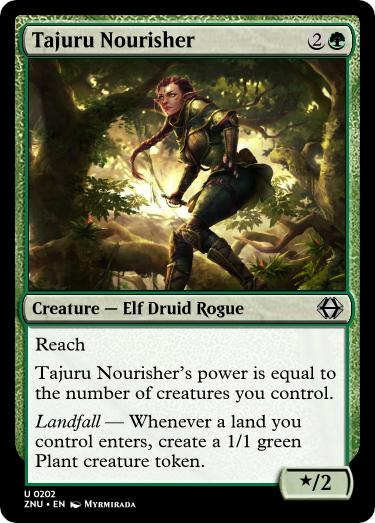 Tajuru Nourisher 2
Creature — Elf Druid Rogue
Reach
Tajuru Nourisher's power is equal to
the number of creatures you control.
Landfall — Whenever a land you
control enters, create a 1/1 green
Plant creature token.
★/2
U 0202
ZNU • EN Myrmirada